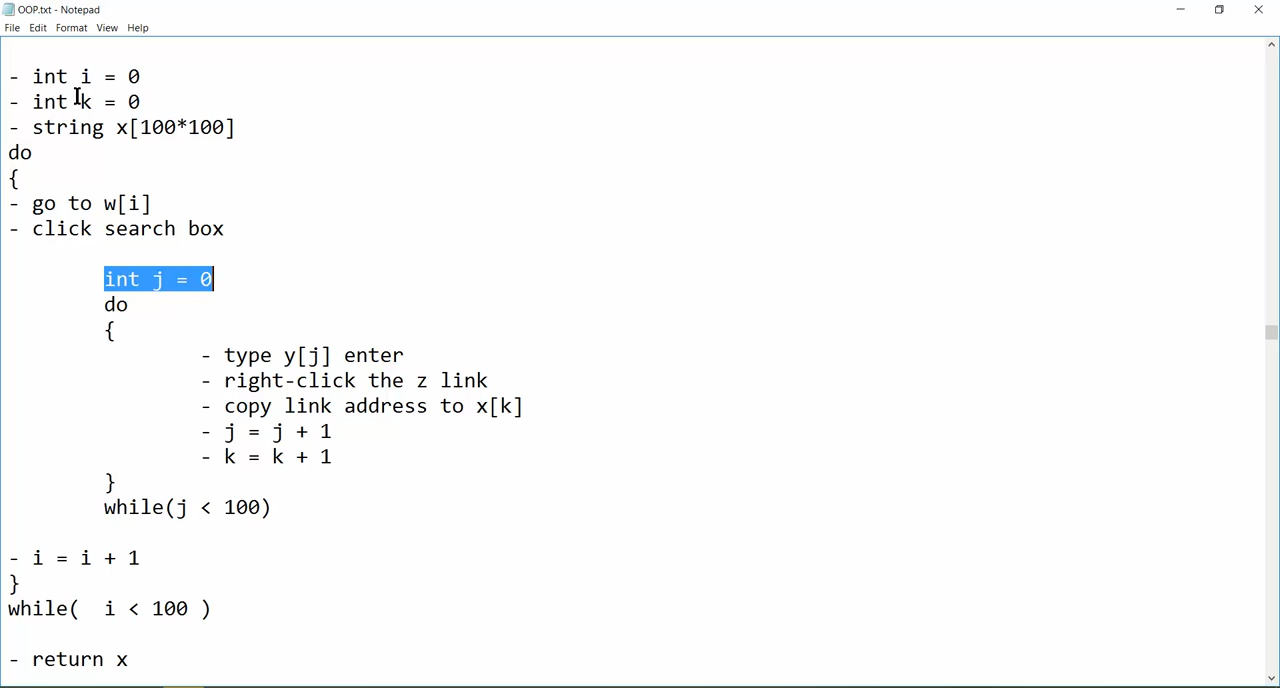 OOP.txt - Notepad
File Edit Format View Help
- int i = 0
- int k = 0
- string x[100*100]
do
{
- go to w[i]
- click search box
int j = 0
do
{
- type y[j] enter
- right-click the z link
- copy link address to x[k]
- j = j + 1
- k = k + 1
}
while(j < 100)
- i = i + 1
}
while(  i < 100 )
- return x